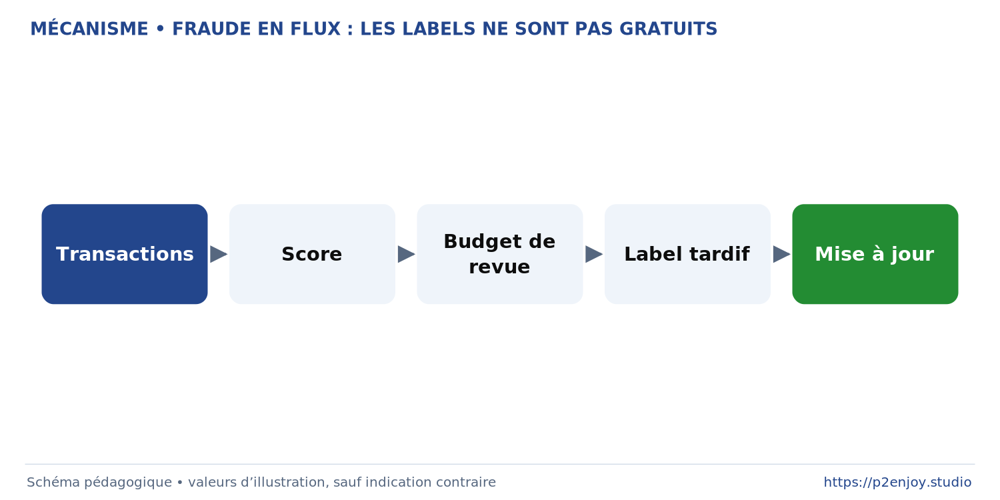 MÉCANISME • FRAUDE EN FLUX : LES LABELS NE SONT PAS GRATUITS
Transactions
Score
Budget de
revue
Label tardif
Mise à jour
Schéma pédagogique • valeurs d’illustration, sauf indication contraire
https://p2enjoy.studio